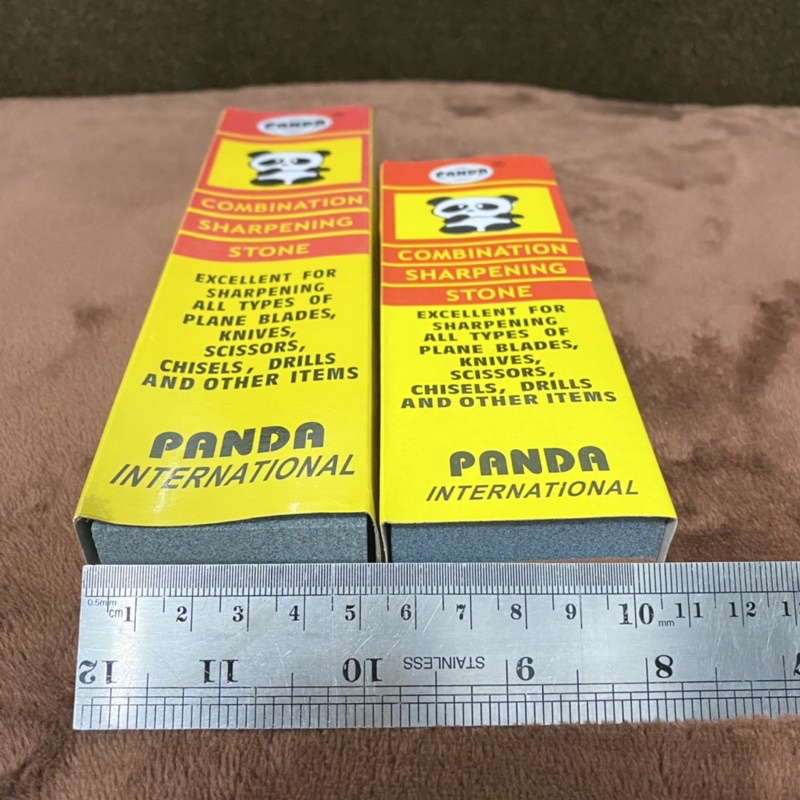 PANDA
COMBINATION
SHARPENING
STONE
EXCELLENT FOR
SHARPENING
ALL TYPES OF
PLANE BLADES,
KNIVES,
SCISSORS,
CHISELS, DRILLS
AND OTHER ITEMS
PANDA
INTERNATIONAL
PANDA
COMBINATION
SHARPENING
STONE
EXCELLENT FOR
SHARPENING
ALL TYPES OF
PLANE BLADES,
KNIVES,
SCISSORS,
CHISELS, DRILLS
AND OTHER ITEMS
PANDA
INTERNATIONAL
0.5mm
cm 1 2 3 4 5 6 7 8 9 10 mm 11 12
12 11 10 STAINLESS 9 8 7